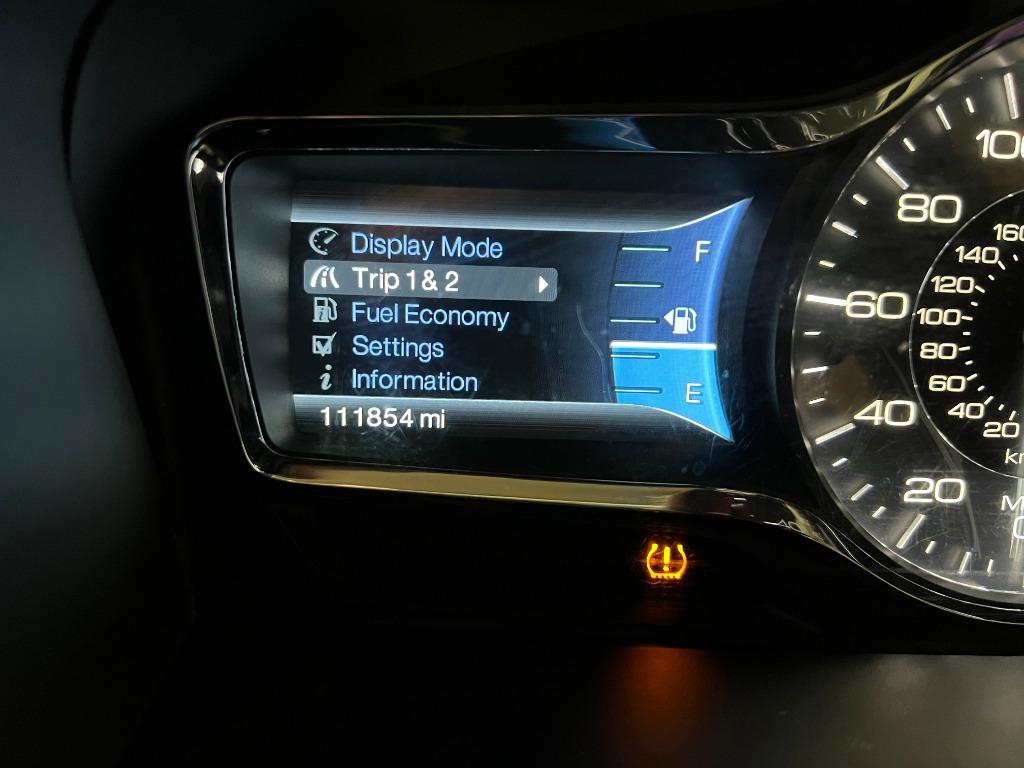 Display Mode
Trip 1 & 2
Fuel Economy
Settings
Information
111854 mi
F
E
100
80
60
40
20
160
140
120
100
80
60
40
20